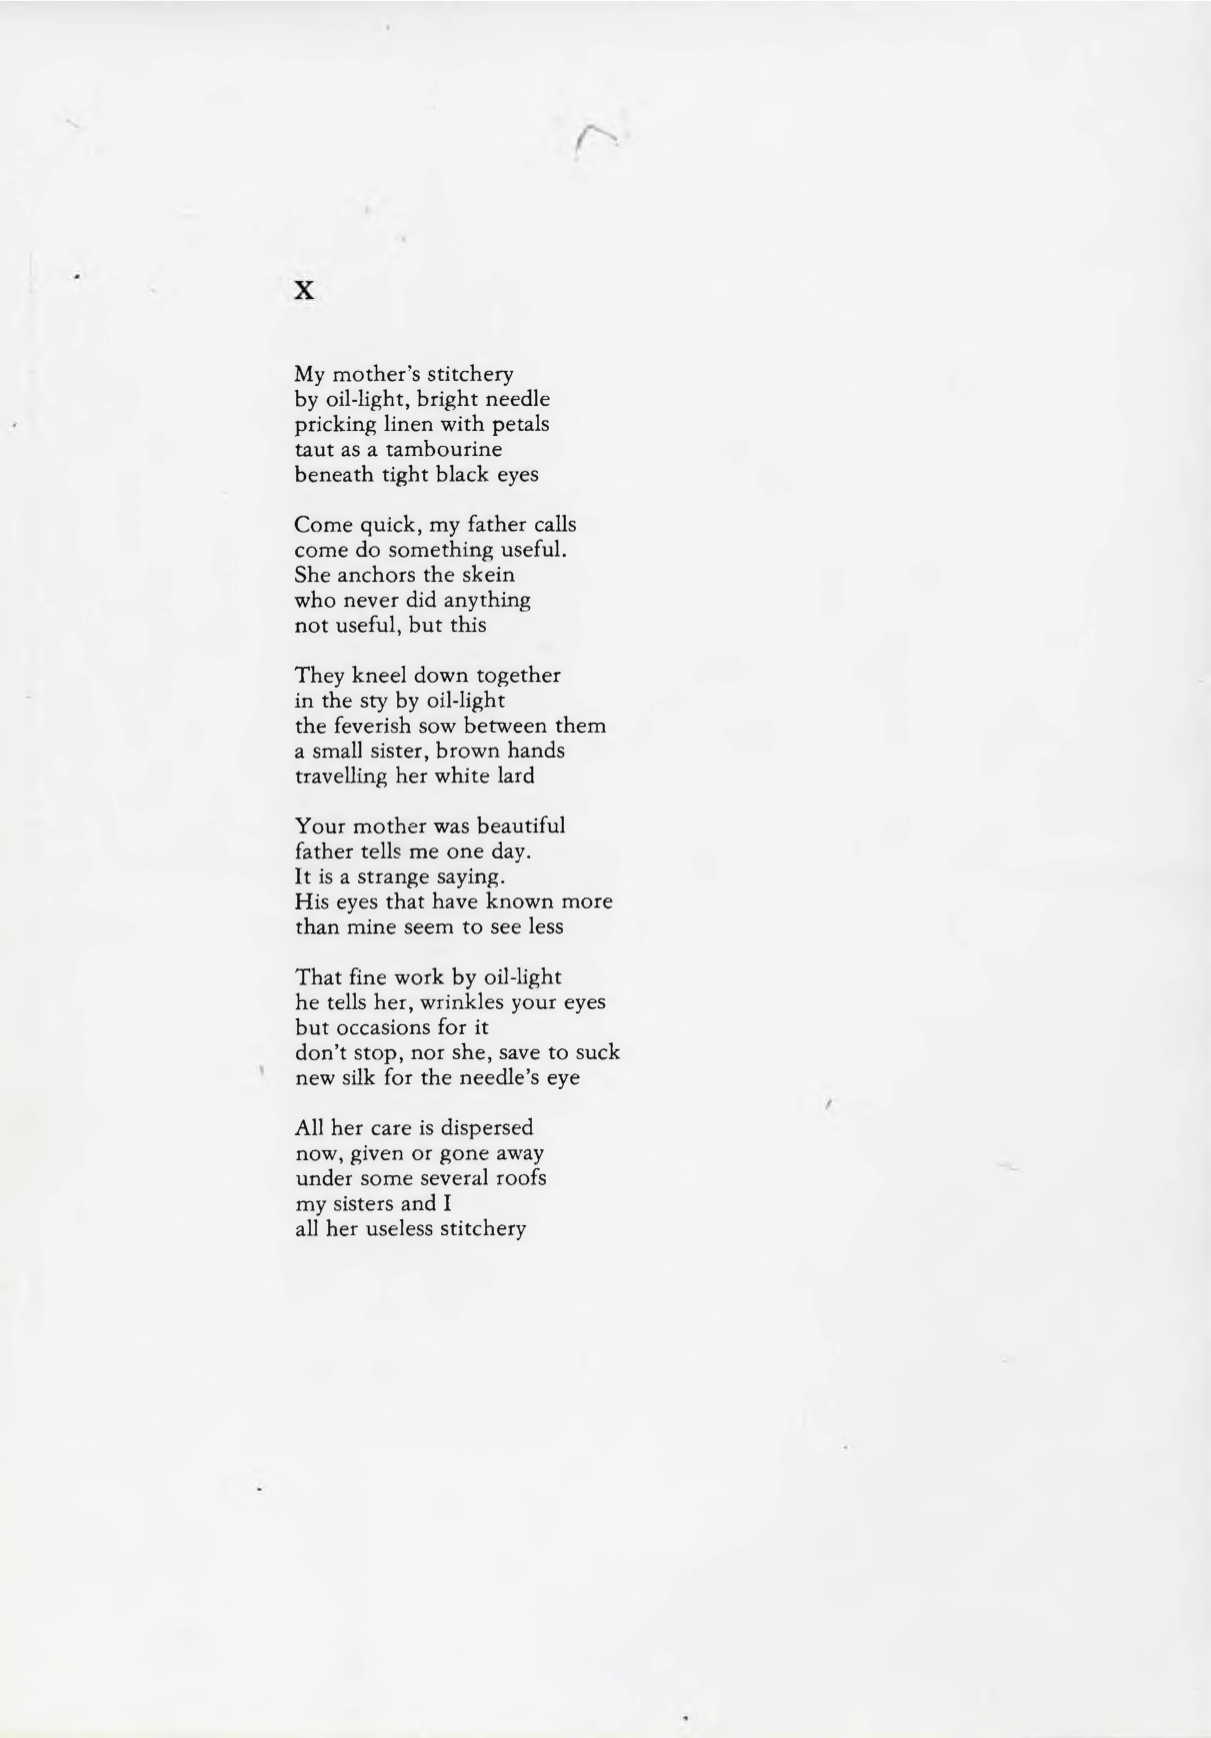 X
My mother's stitchery
by oil-light, bright needle
pricking linen with petals
taut as a tambourine
beneath tight black eyes
Come quick, my father calls
come do something useful.
She anchors the skein
who never did anything
not useful, but this
They kneel down together
in the sty by oil-light
the feverish sow between them
a small sister, brown hands
travelling her white lard
Your mother was beautiful
father tells me one day.
It is a strange saying.
His eyes that have known more
than mine seem to see less
That fine work by oil-light
he tells her, wrinkles your eyes
but occasions for it
don't stop, nor she, save to suck
new silk for the needle's eye
All her care is dispersed
now, given or gone away
under some several roofs
my sisters and I
all her useless stitchery